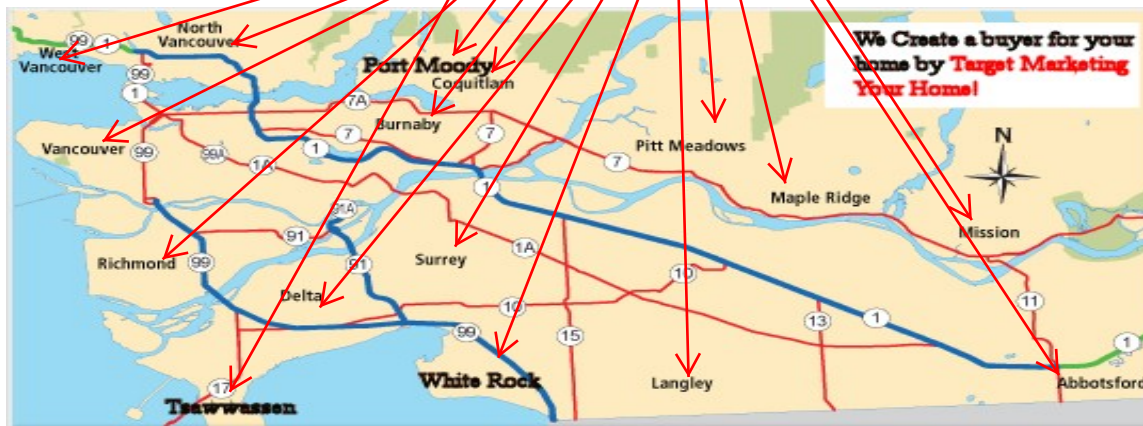 We Create a buyer for your
home by Target Marketing
Your Home!
North
Vancouver
99
1
West
Vancouver
99
1
Port Moody
Coquitlam
7A
Burnaby
7
7
Vancouver
99
99A
1A
1
1
Pitt Meadows
7
N
Maple Ridge
Mission
91A
91
91
1A
Richmond
99
Surrey
Delta
10
10
99
15
13
1
11
1
17
White Rock
Langley
Abbotsford
Tsawwassen